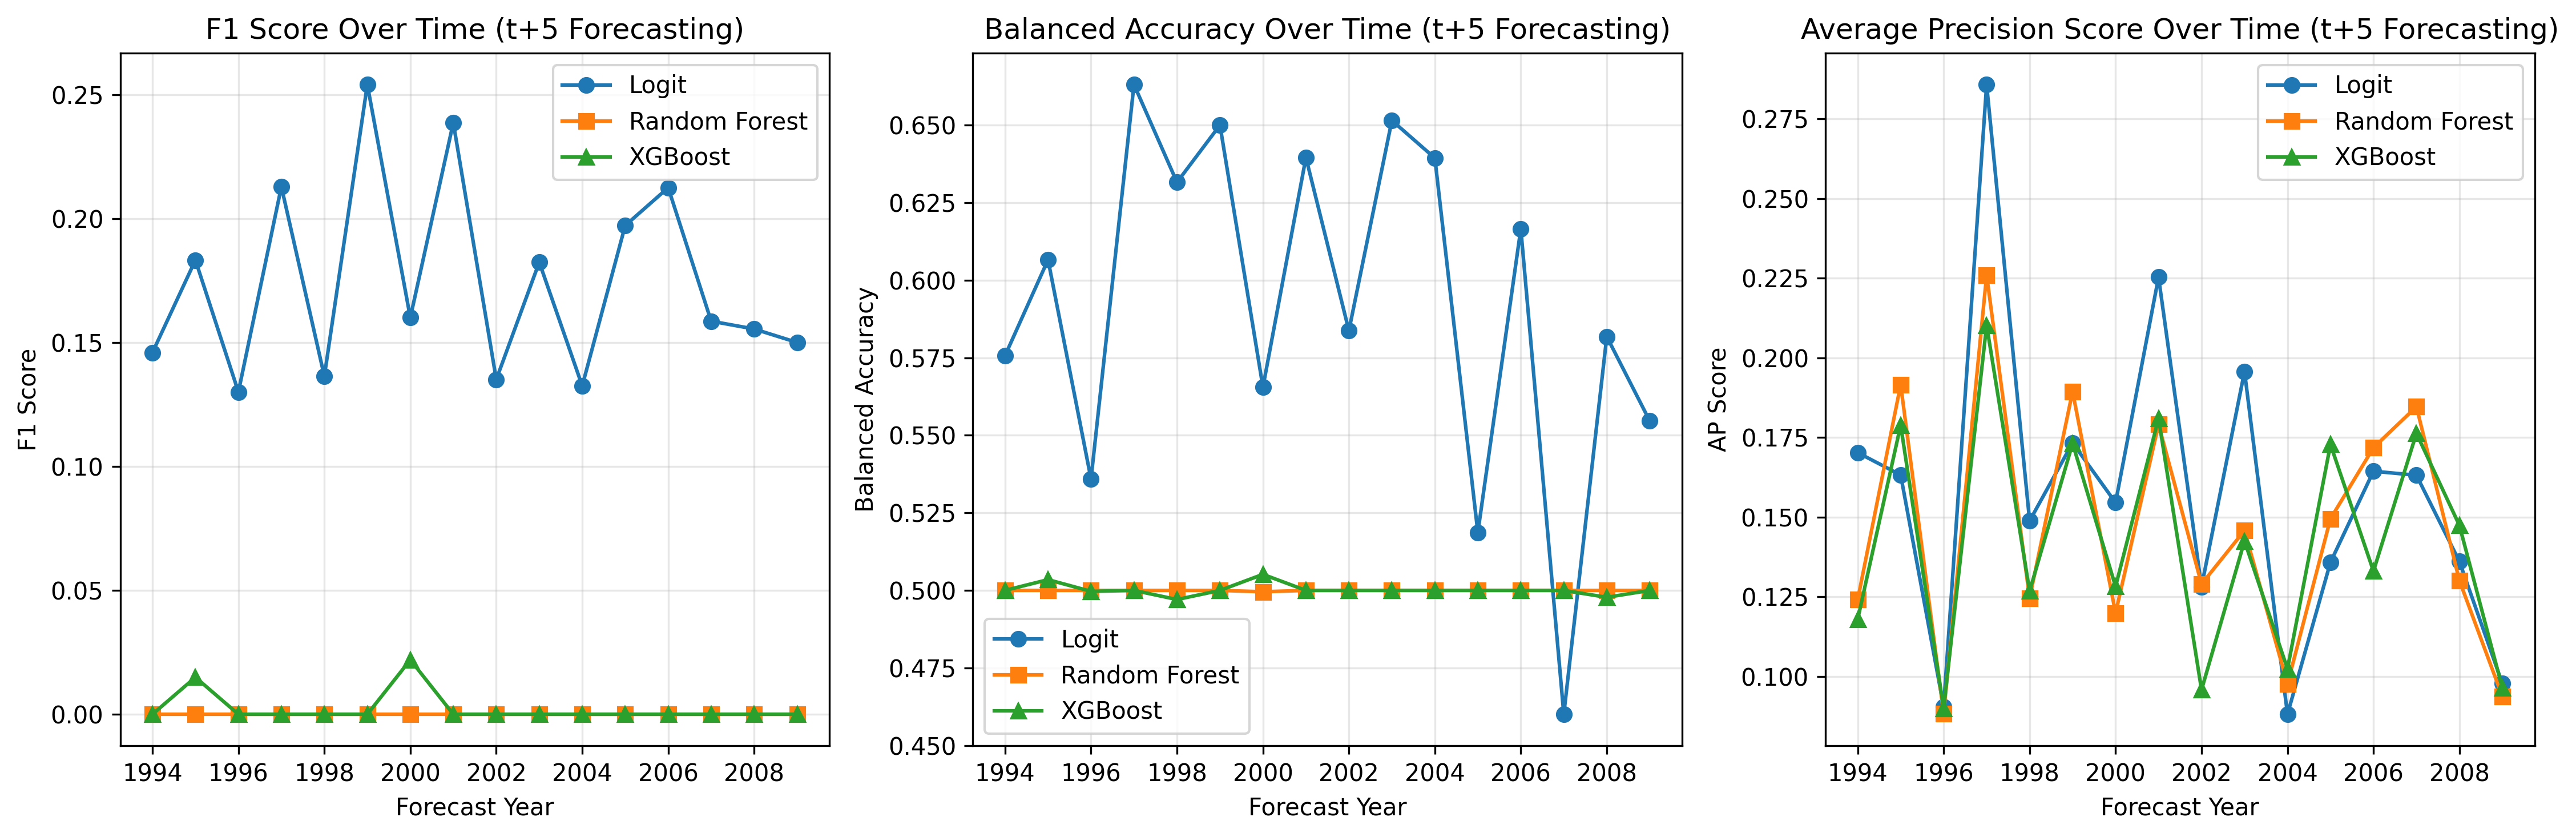 F1 Score Over Time (t+5 Forecasting)
F1 Score
0.25
0.20
0.15
0.10
0.05
0.00
Logit
Random Forest
XGBoost
1994 1996 1998 2000 2002 2004 2006 2008
Forecast Year
Balanced Accuracy Over Time (t+5 Forecasting)
Balanced Accuracy
0.650
0.625
0.600
0.575
0.550
0.525
0.500
0.475
0.450
Logit
Random Forest
XGBoost
1994 1996 1998 2000 2002 2004 2006 2008
Forecast Year
Average Precision Score Over Time (t+5 Forecasting)
AP Score
0.275
0.250
0.225
0.200
0.175
0.150
0.125
0.100
Logit
Random Forest
XGBoost
1994 1996 1998 2000 2002 2004 2006 2008
Forecast Year